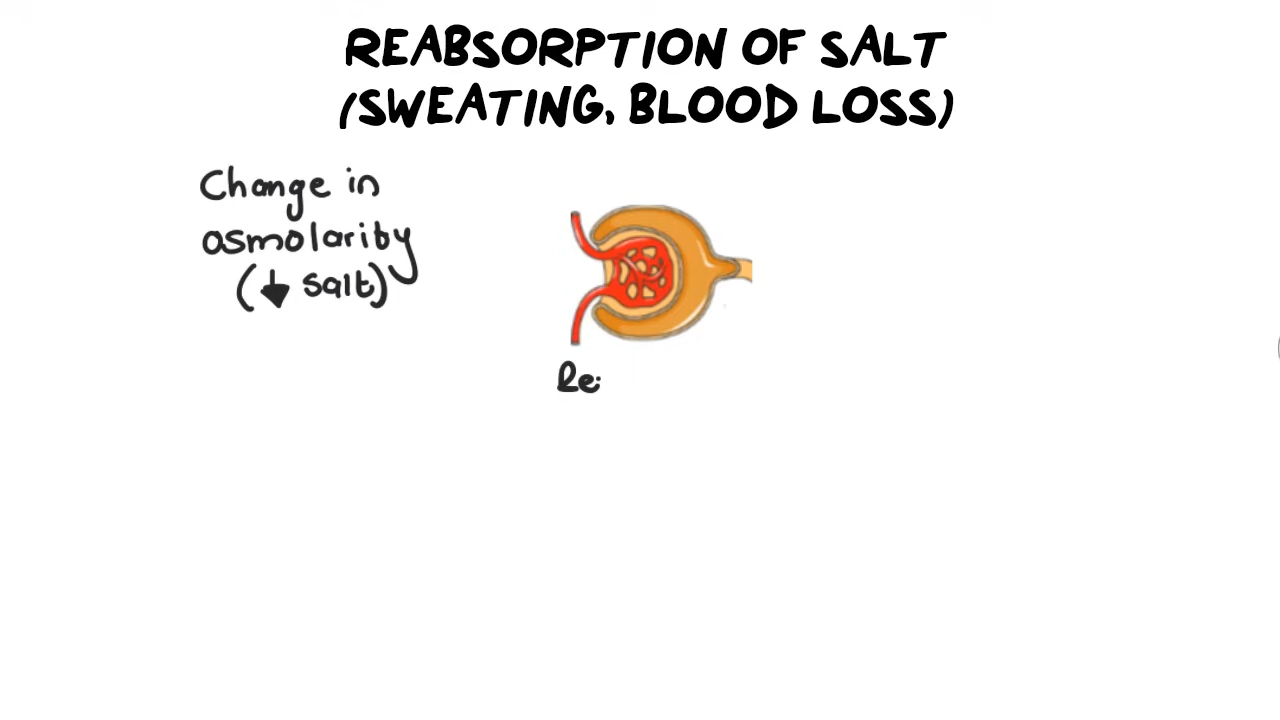 REABSORPTION OF SALT
(SWEATING, BLOOD LOSS)
Change in
osmolarity
(↓ salt)
Re